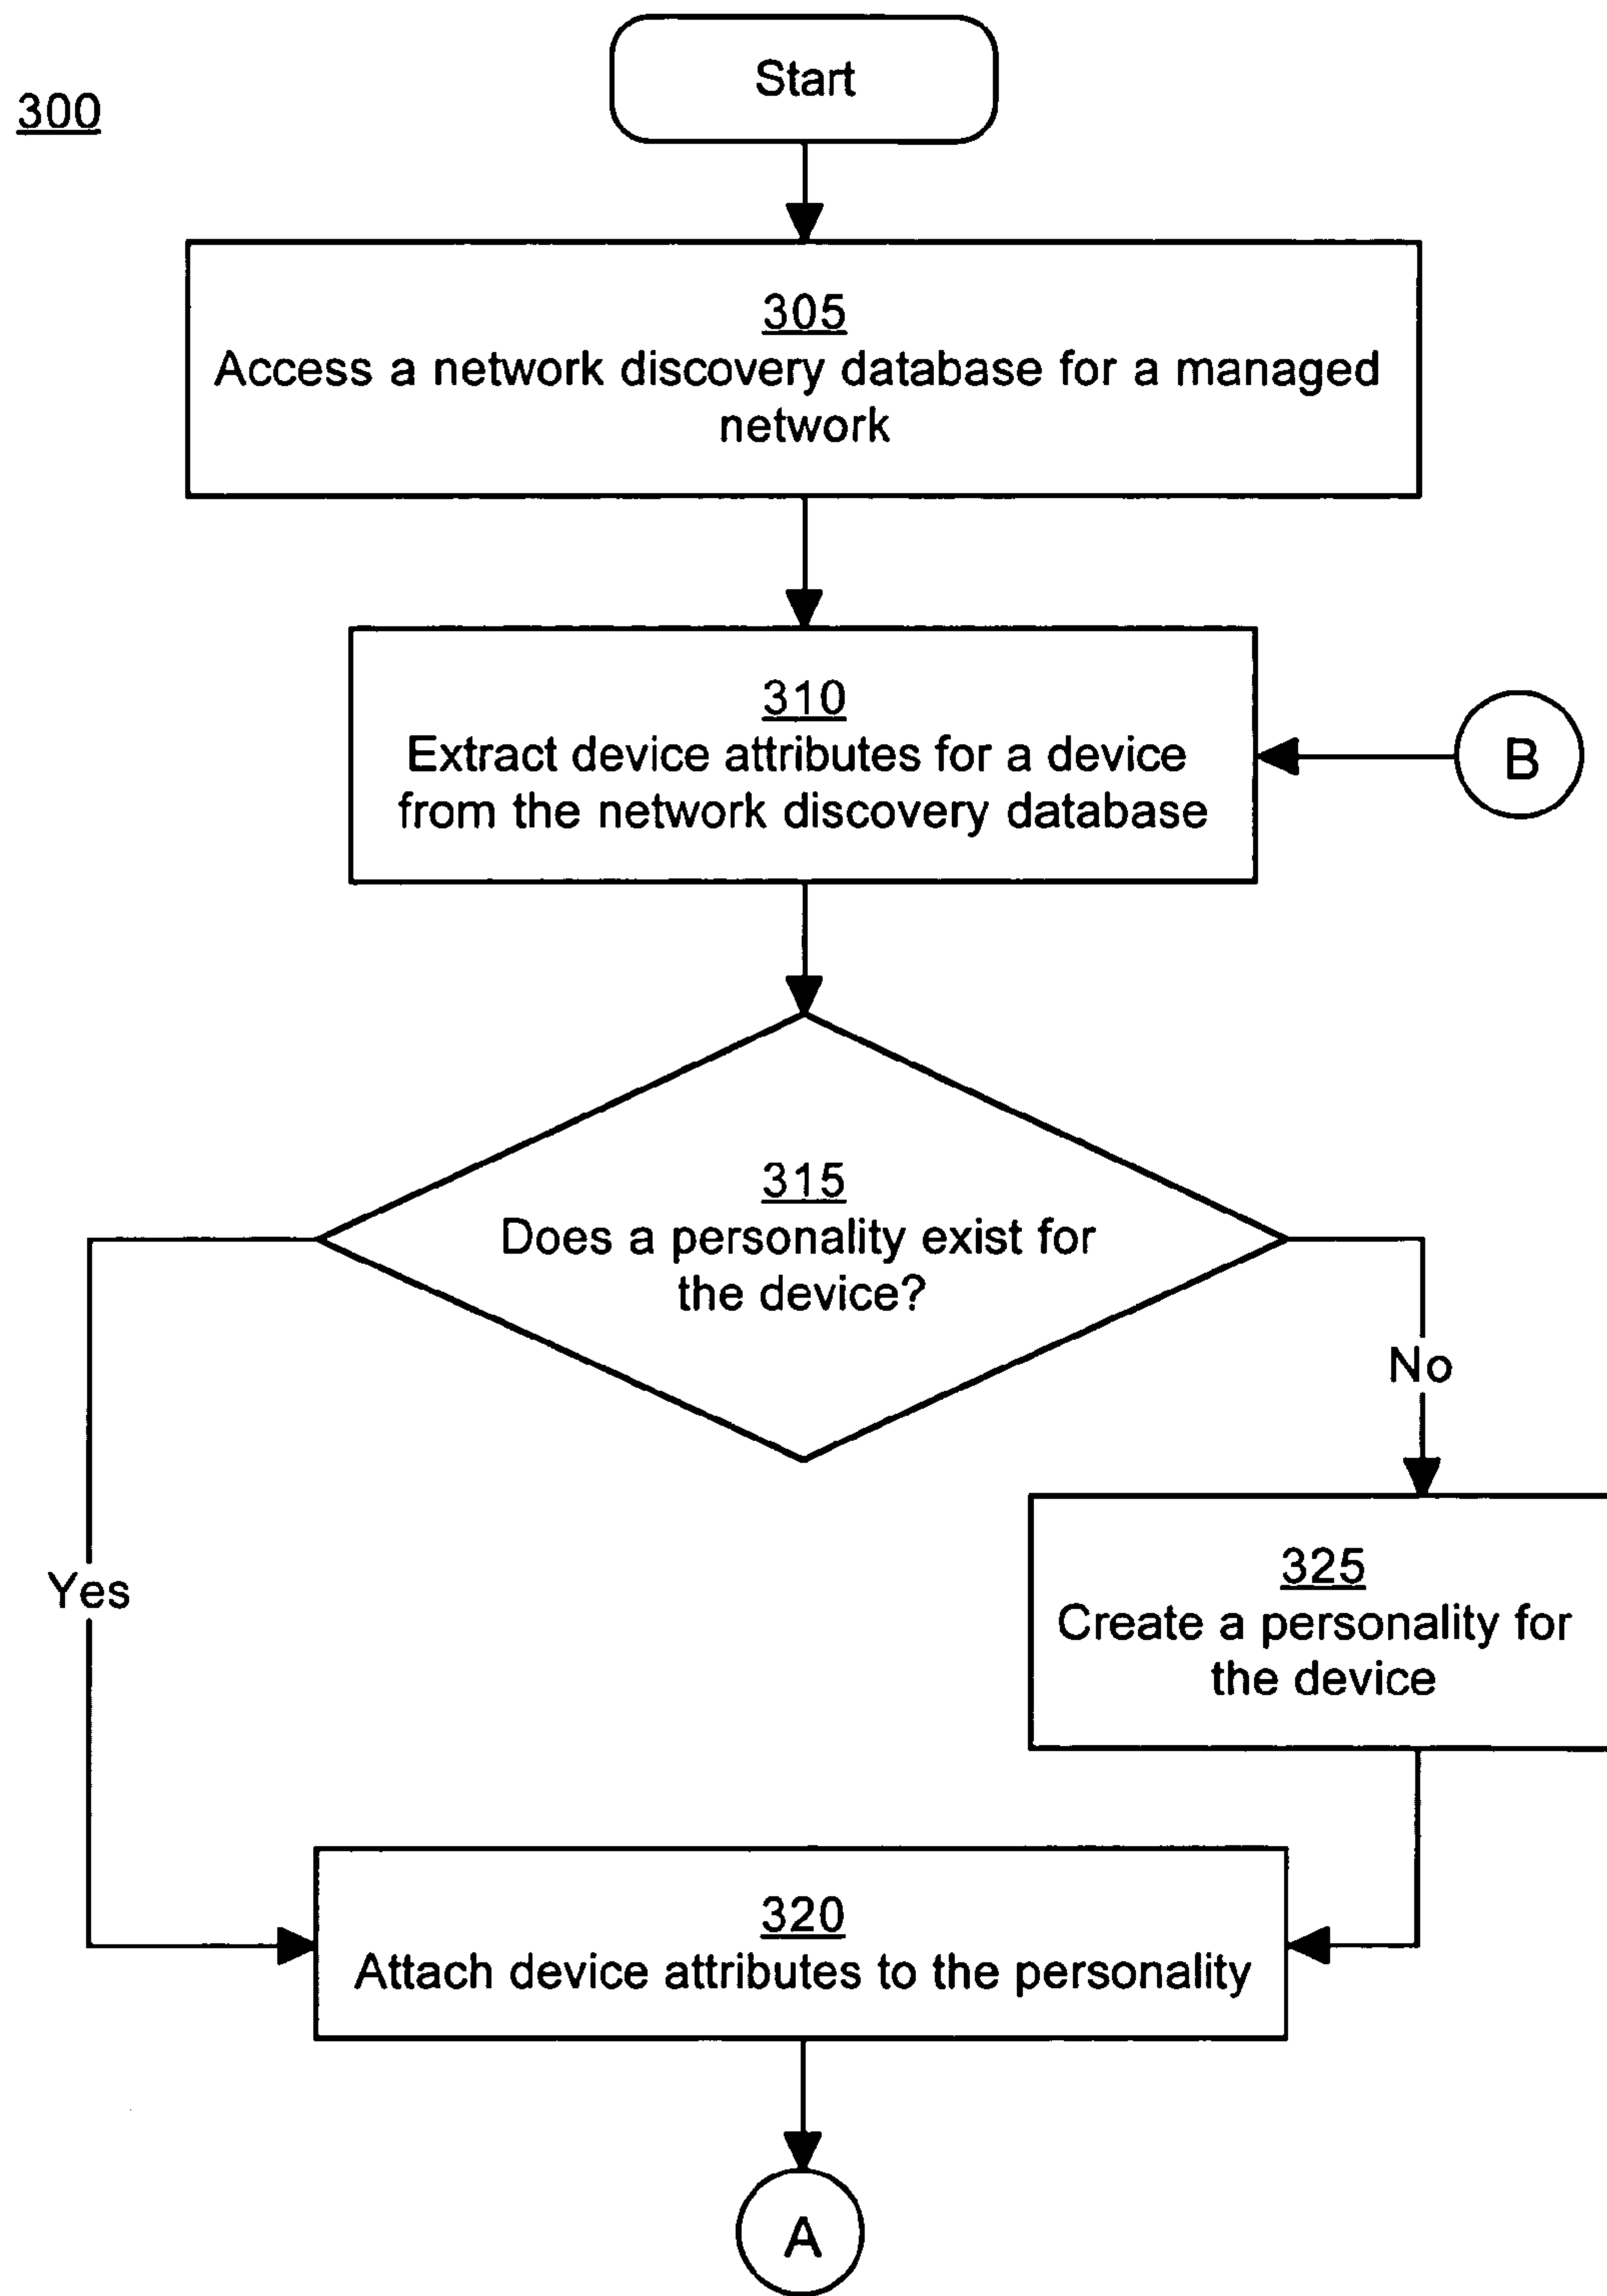 Start
300
305
Access a network discovery database for a managed
network
310
Extract device attributes for a device
from the network discovery database
B
315
Does a personality exist for
the device?
No
Yes
325
Create a personality for
the device
320
Attach device attributes to the personality
A